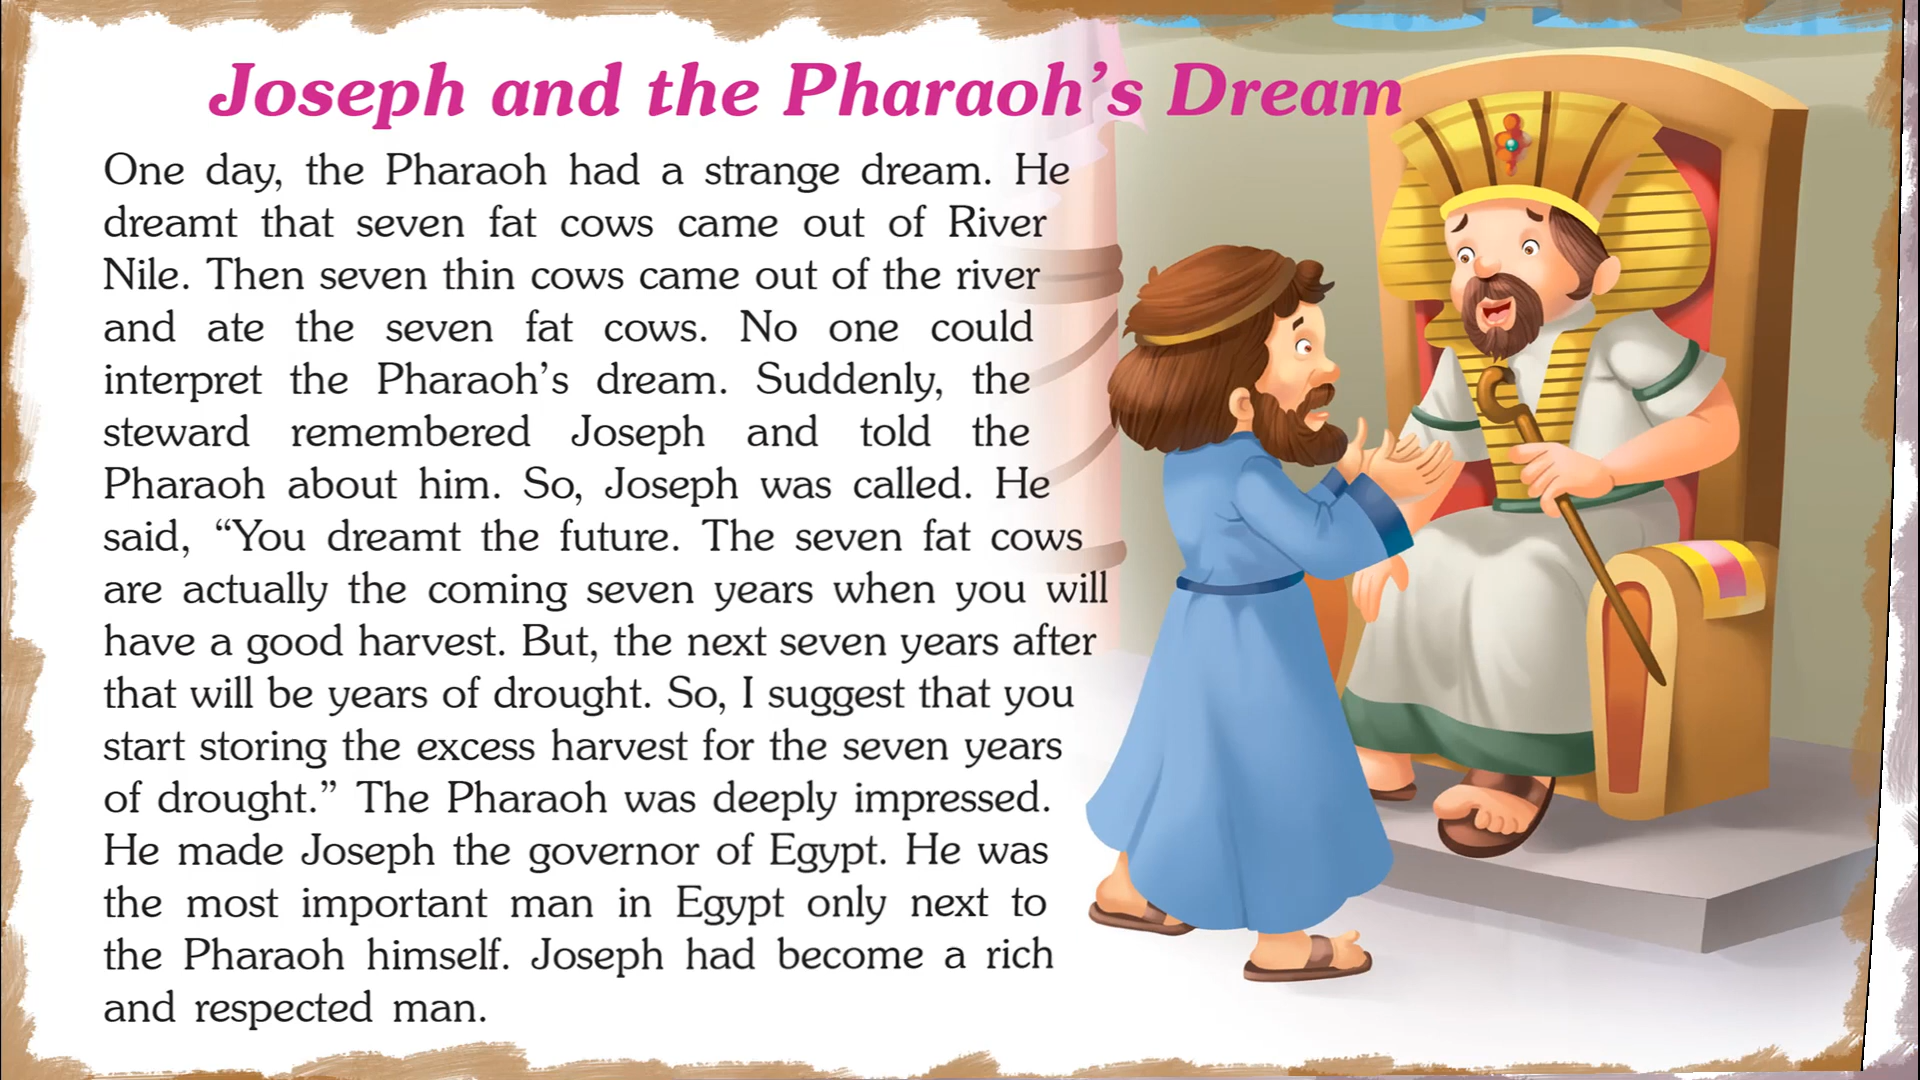 Joseph and the Pharaoh’s Dream
One day, the Pharaoh had a strange dream. He
dreamt that seven fat cows came out of River
Nile. Then seven thin cows came out of the river
and ate the seven fat cows. No one could
interpret the Pharaoh’s dream. Suddenly, the
steward remembered Joseph and told the
Pharaoh about him. So, Joseph was called. He
said, “You dreamt the future. The seven fat cows
are actually the coming seven years when you will
have a good harvest. But, the next seven years after
that will be years of drought. So, I suggest that you
start storing the excess harvest for the seven years
of drought.” The Pharaoh was deeply impressed.
He made Joseph the governor of Egypt. He was
the most important man in Egypt only next to
the Pharaoh himself. Joseph had become a rich
and respected man.